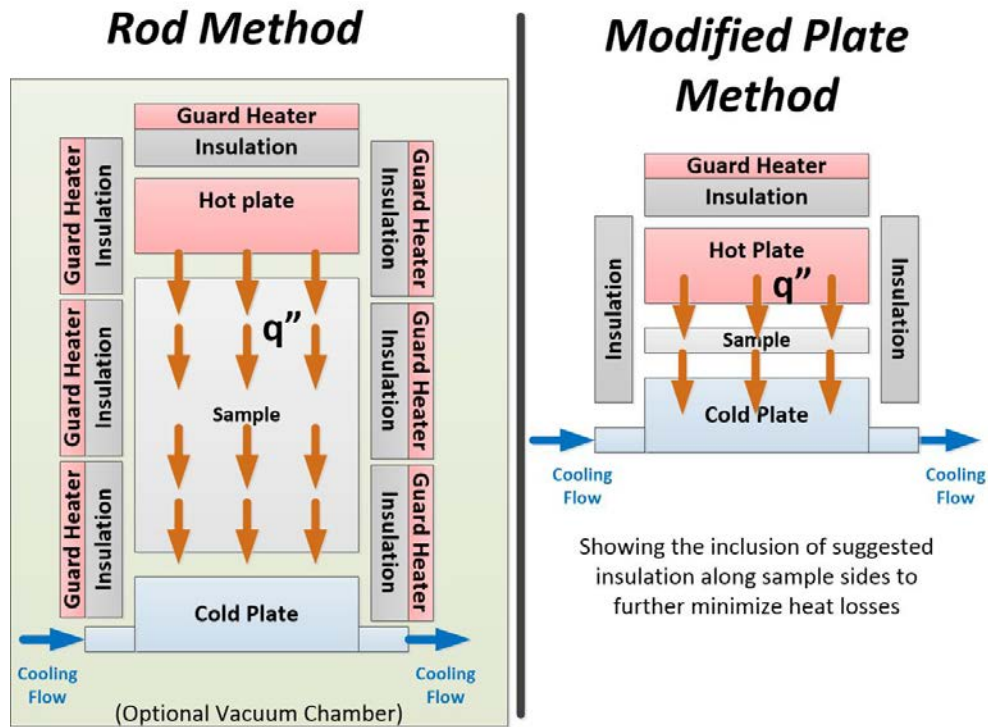 Rod Method
Guard Heater
Insulation
Hot plate
Guard Heater
Insulation
Insulation
Guard Heater
q”
Guard Heater
Insulation
Sample
Insulation
Guard Heater
Guard Heater
Insulation
Insulation
Guard Heater
Cold Plate
Cooling
Flow
Cooling
Flow
(Optional Vacuum Chamber)
Modified Plate
Method
Guard Heater
Insulation
Hot Plate
q”
Insulation
Insulation
Sample
Cold Plate
Cooling
Flow
Cooling
Flow
Showing the inclusion of suggested
insulation along sample sides to
further minimize heat losses